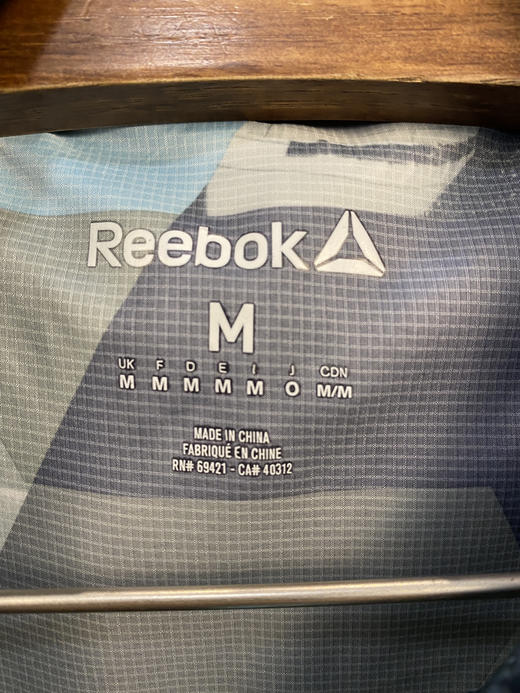 Reebok
M
UK F D E I J CDN
M M M M M O M/M
MADE IN CHINA
FABRIQUÉ EN CHINE
RN# 69421 - CA# 40312